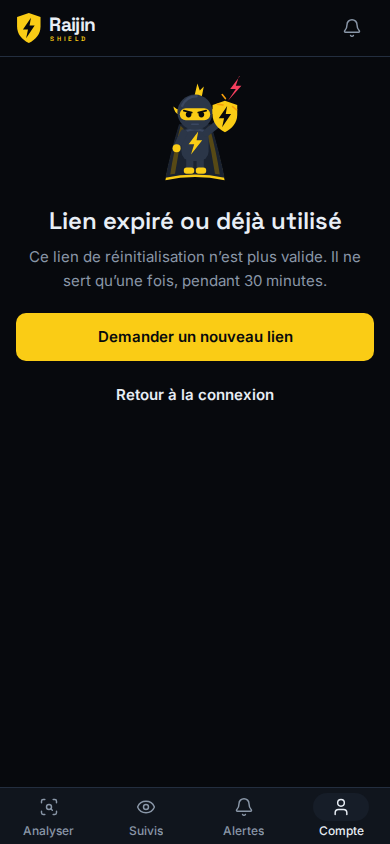 Raijin
SHIELD
Lien expiré ou déjà utilisé
Ce lien de réinitialisation n’est plus valide. Il ne
sert qu’une fois, pendant 30 minutes.
Demander un nouveau lien
Retour à la connexion
Analyser
Suivis
Alertes
Compte